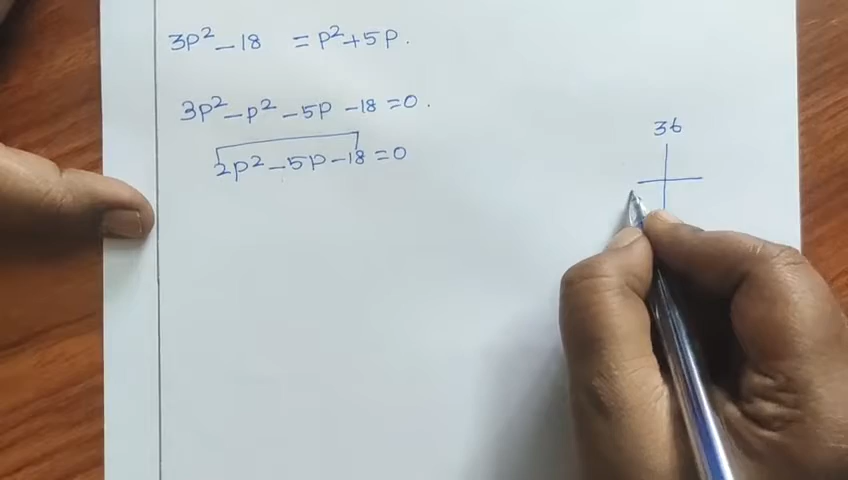 3p² - 18 = p² + 5p.
3p² - p² - 5p - 18 = 0.
36
2p² - 5p - 18 = 0